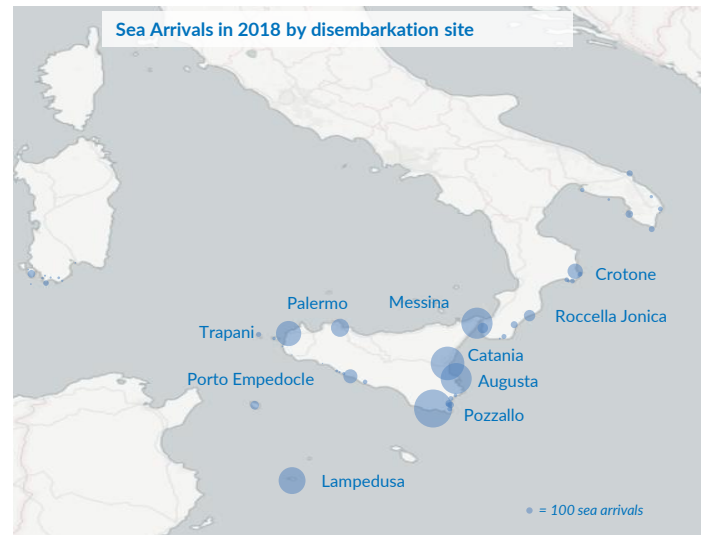 Sea Arrivals in 2018 by disembarkation site
Crotone
Palermo
Messina
Roccella Jonica
Trapani
Catania
Porto Empedocle
Augusta
Pozzallo
Lampedusa
= 100 sea arrivals